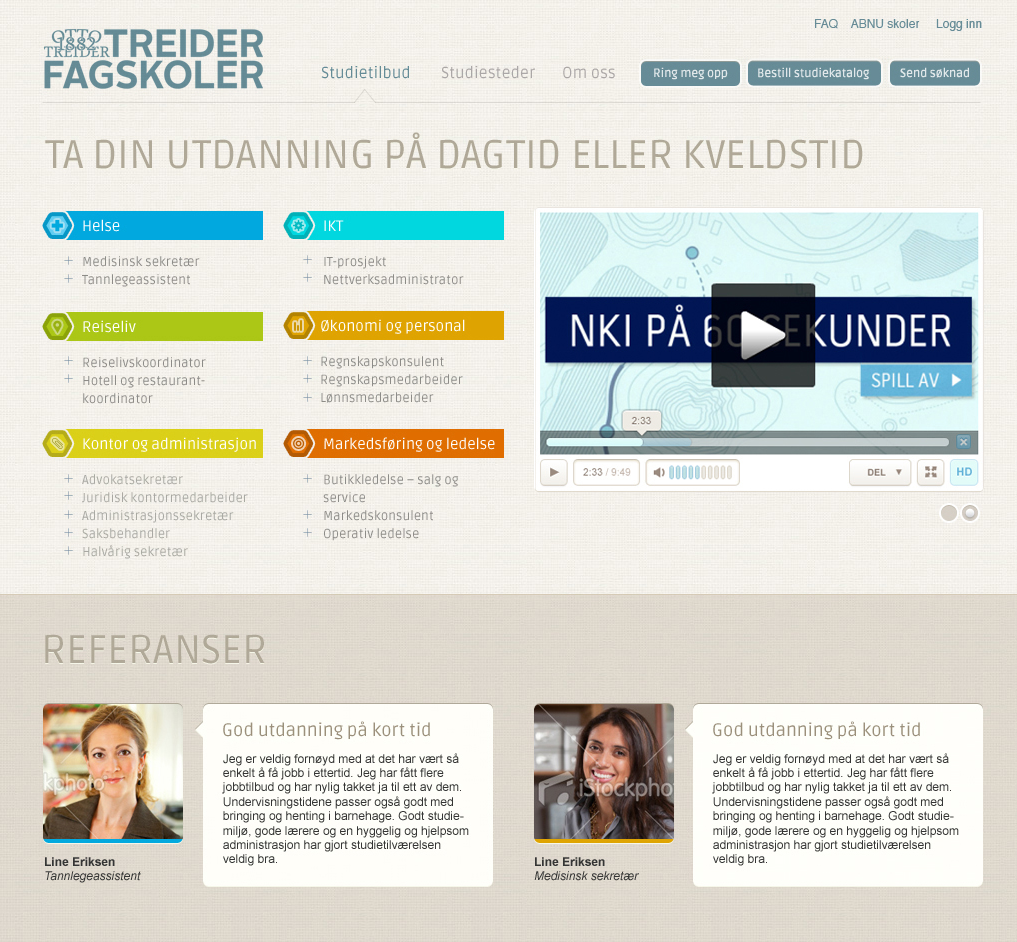 FAQ ABNU skoler Logg inn
OTTO
1882
TREIDER
TREIDER
FAGSKOLER
Studietilbud Studiesteder Om oss Ring meg opp Bestill studiekatalog Send søknad
TA DIN UTDANNING PÅ DAGTID ELLER KVELDSTID
Helse
Medisinsk sekretær
Tannlegeassistent
IKT
IT-prosjekt
Nettverksadministrator
Reiseliv
Reiselivskoordinator
Hotell og restaurant-
koordinator
Økonomi og personal
Regnskapskonsulent
Regnskapsmedarbeider
Lønnsmedarbeider
Kontor og administrasjon
Advokatsekretær
Juridisk kontormedarbeider
Administrasjonssekretær
Saksbehandler
Halvårig sekretær
Markedsføring og ledelse
Butikkledelse – salg og
service
Markedskonsulent
Operativ ledelse
NKI PÅ 60 SEKUNDER
SPILL AV
2:33
2:33 / 9:49 DEL HD
REFERANSER
kphoto
Line Eriksen
Tannlegeassistent
God utdanning på kort tid
Jeg er veldig fornøyd med at det har vært så
enkelt å få jobb i ettertid. Jeg har fått flere
jobbtilbud og har nylig takket ja til ett av dem.
Undervisningstidene passer også godt med
bringing og henting i barnehage. Godt studie-
miljø, gode lærere og en hyggelig og hjelpsom
administrasjon har gjort studietilværelsen
veldig bra.
iStockpho
Line Eriksen
Medisinsk sekretær
God utdanning på kort tid
Jeg er veldig fornøyd med at det har vært så
enkelt å få jobb i ettertid. Jeg har fått flere
jobbtilbud og har nylig takket ja til ett av dem.
Undervisningstidene passer også godt med
bringing og henting i barnehage. Godt studie-
miljø, gode lærere og en hyggelig og hjelpsom
administrasjon har gjort studietilværelsen
veldig bra.